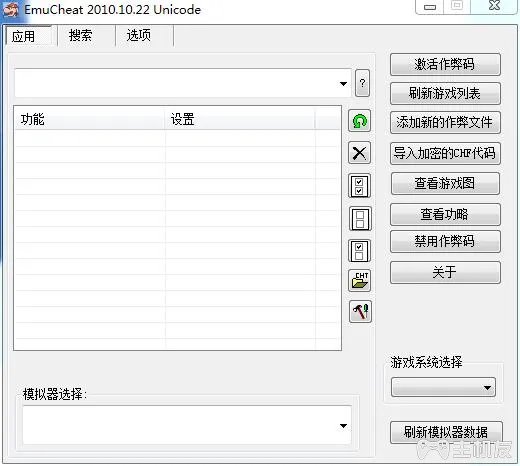 EmuCheat 2010.10.22 Unicode
应用
搜索
选项
?
功能
设置
CHT
模拟器选择:
激活作弊码
刷新游戏列表
添加新的作弊文件
导入加密的CHF代码
查看游戏图
查看功略
禁用作弊码
关于
游戏系统选择
刷新模拟器数据
主机友